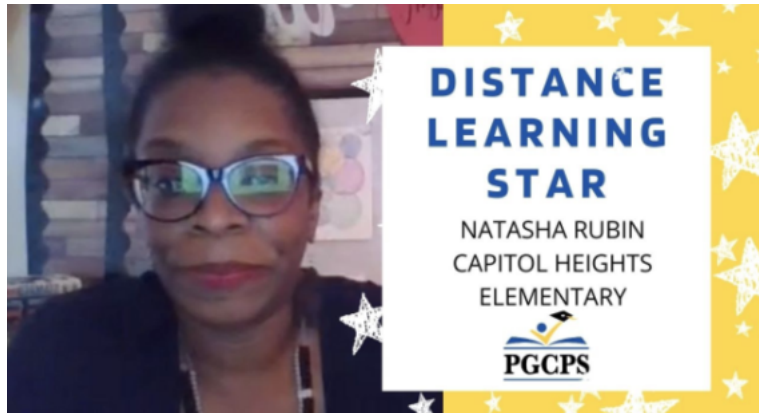 DISTANCE
LEARNING
STAR
NATASHA RUBIN
CAPITOL HEIGHTS
ELEMENTARY
PGCPS